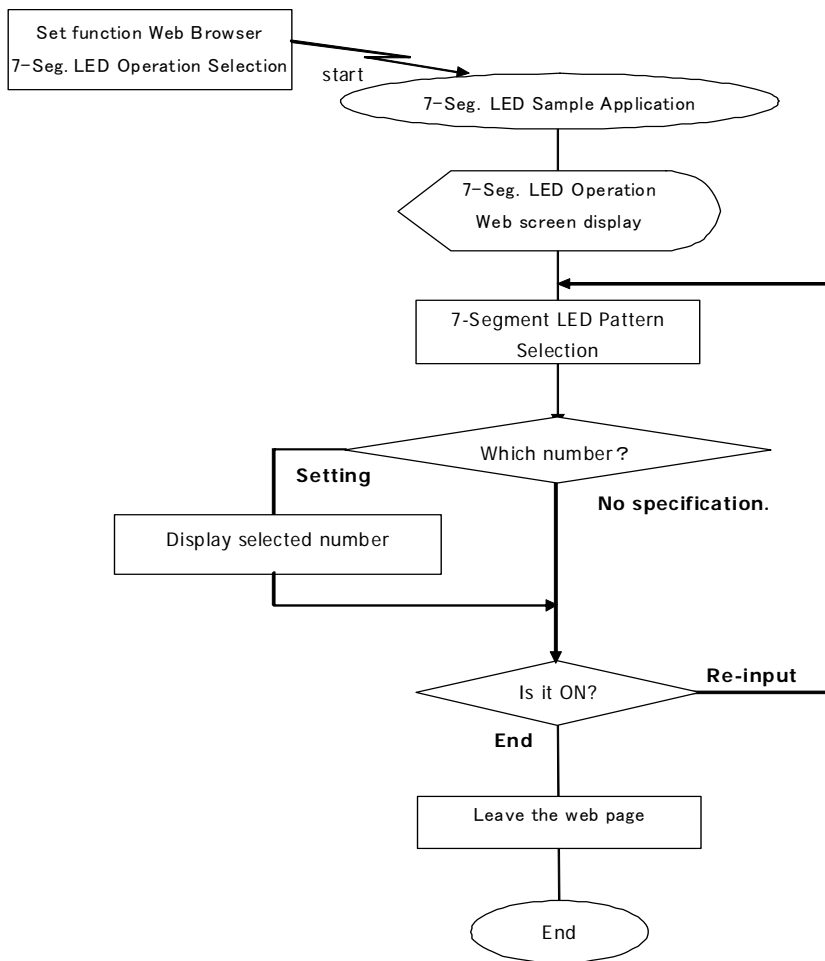 Set function Web Browser
7-Seg. LED Operation Selection
start
7-Seg. LED Sample Application
7-Seg. LED Operation
Web screen display
7-Segment LED Pattern
Selection
Which number?
Setting
No specification.
Display selected number
Is it ON?
Re-input
End
Leave the web page
End